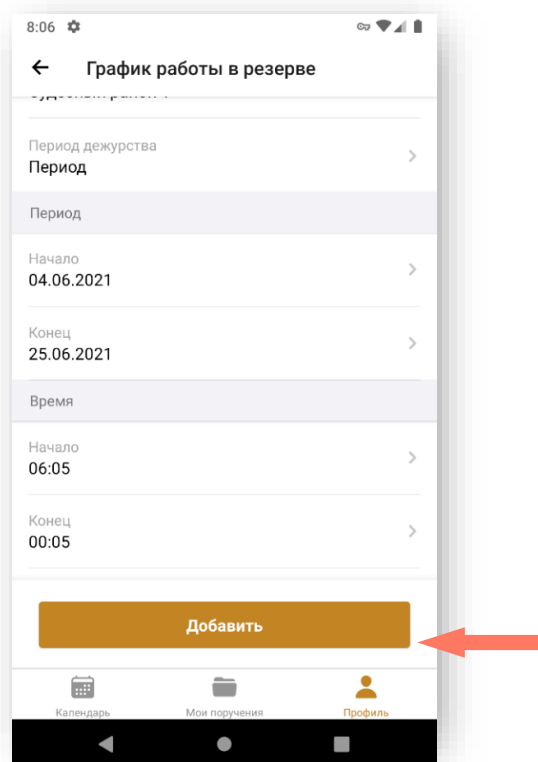 8:06
График работы в резерве
Период дежурства
Период
Период
Начало
04.06.2021
Конец
25.06.2021
Время
Начало
06:05
Конец
00:05
Добавить
Календарь Мои поручения Профиль